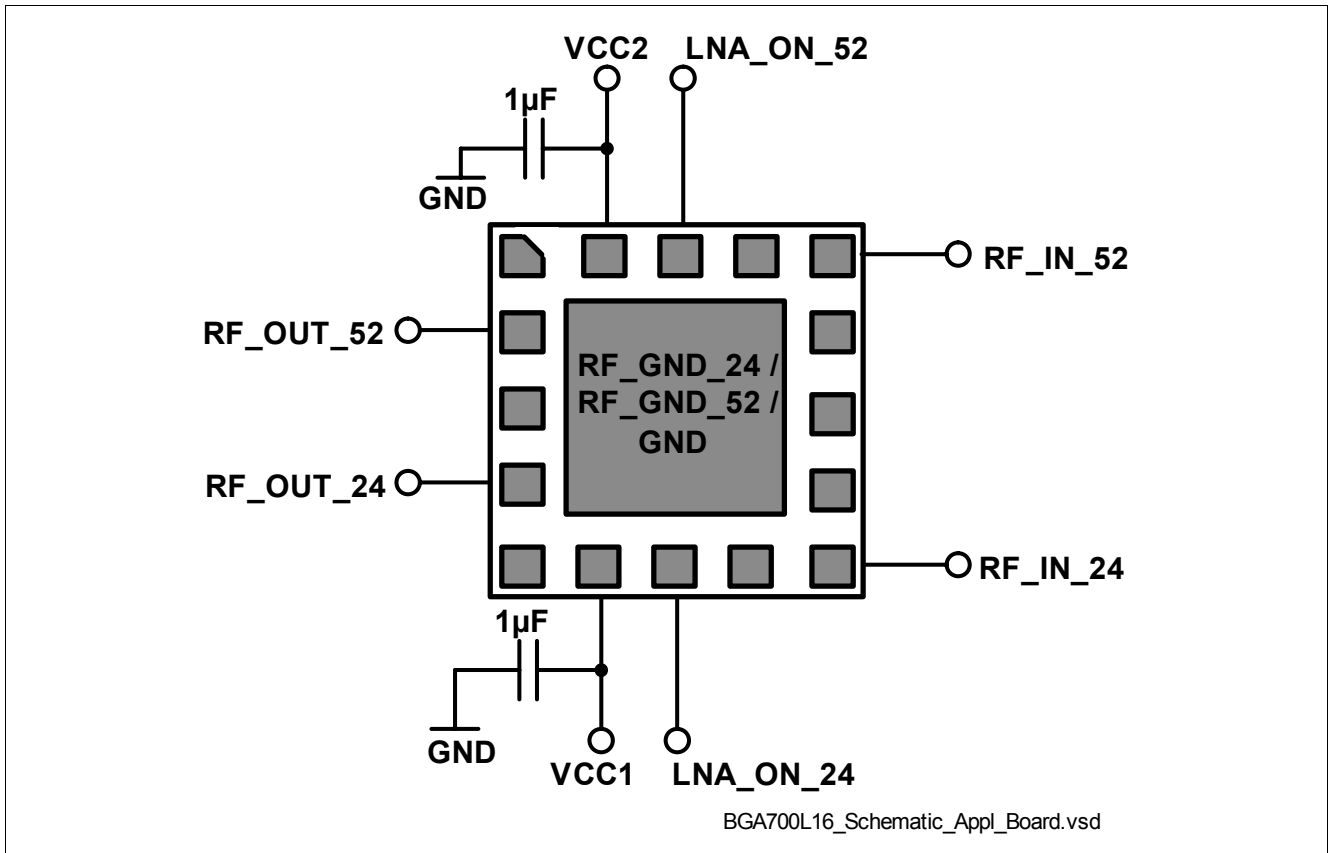 VCC2
LNA_ON_52
1µF
GND
RF_IN_52
RF_OUT_52
RF_GND_24 /
RF_GND_52 /
GND
RF_OUT_24
RF_IN_24
1µF
GND
VCC1
LNA_ON_24
BGA700L16_Schematic_Appl_Board.vsd